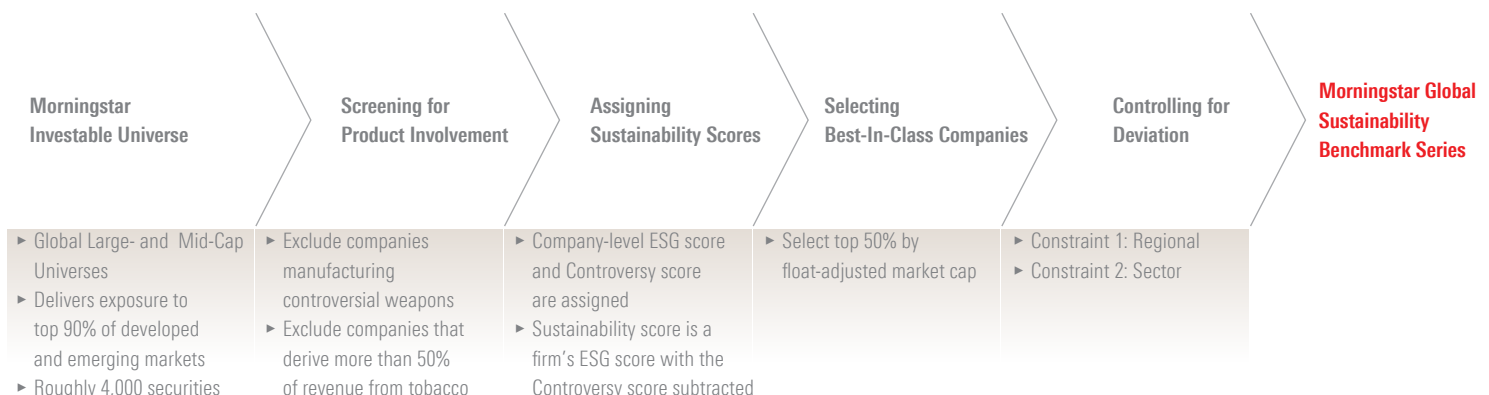 Morningstar
Investable Universe
Screening for
Product Involvement
Assigning
Sustainability Scores
Selecting
Best-In-Class Companies
Controlling for
Deviation
Morningstar Global
Sustainability
Benchmark Series
► Global Large- and Mid-Cap
Universes
► Delivers exposure to
top 90% of developed
and emerging markets
► Roughly 4,000 securities
► Exclude companies
manufacturing
controversial weapons
► Exclude companies that
derive more than 50%
of revenue from tobacco
► Company-level ESG score
and Controversy score
are assigned
► Sustainability score is a
firm's ESG score with the
Controversy score subtracted
► Select top 50% by
float-adjusted market cap
► Constraint 1: Regional
► Constraint 2: Sector